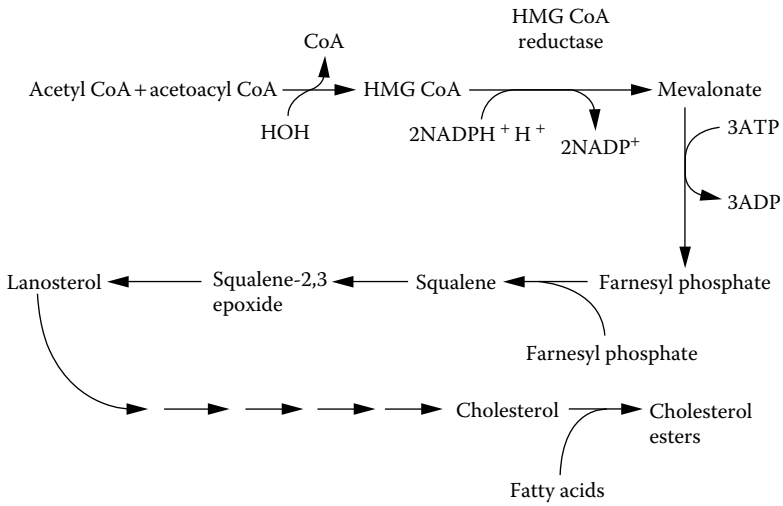 HMG CoA
reductase
CoA
Acetyl CoA + acetoacyl CoA
HMG CoA
Mevalonate
HOH
2NADPH + H +
2NADP+
3ATP
3ADP
Lanosterol
Squalene-2,3
epoxide
Squalene
Farnesyl phosphate
Farnesyl phosphate
Cholesterol
Cholesterol
esters
Fatty acids